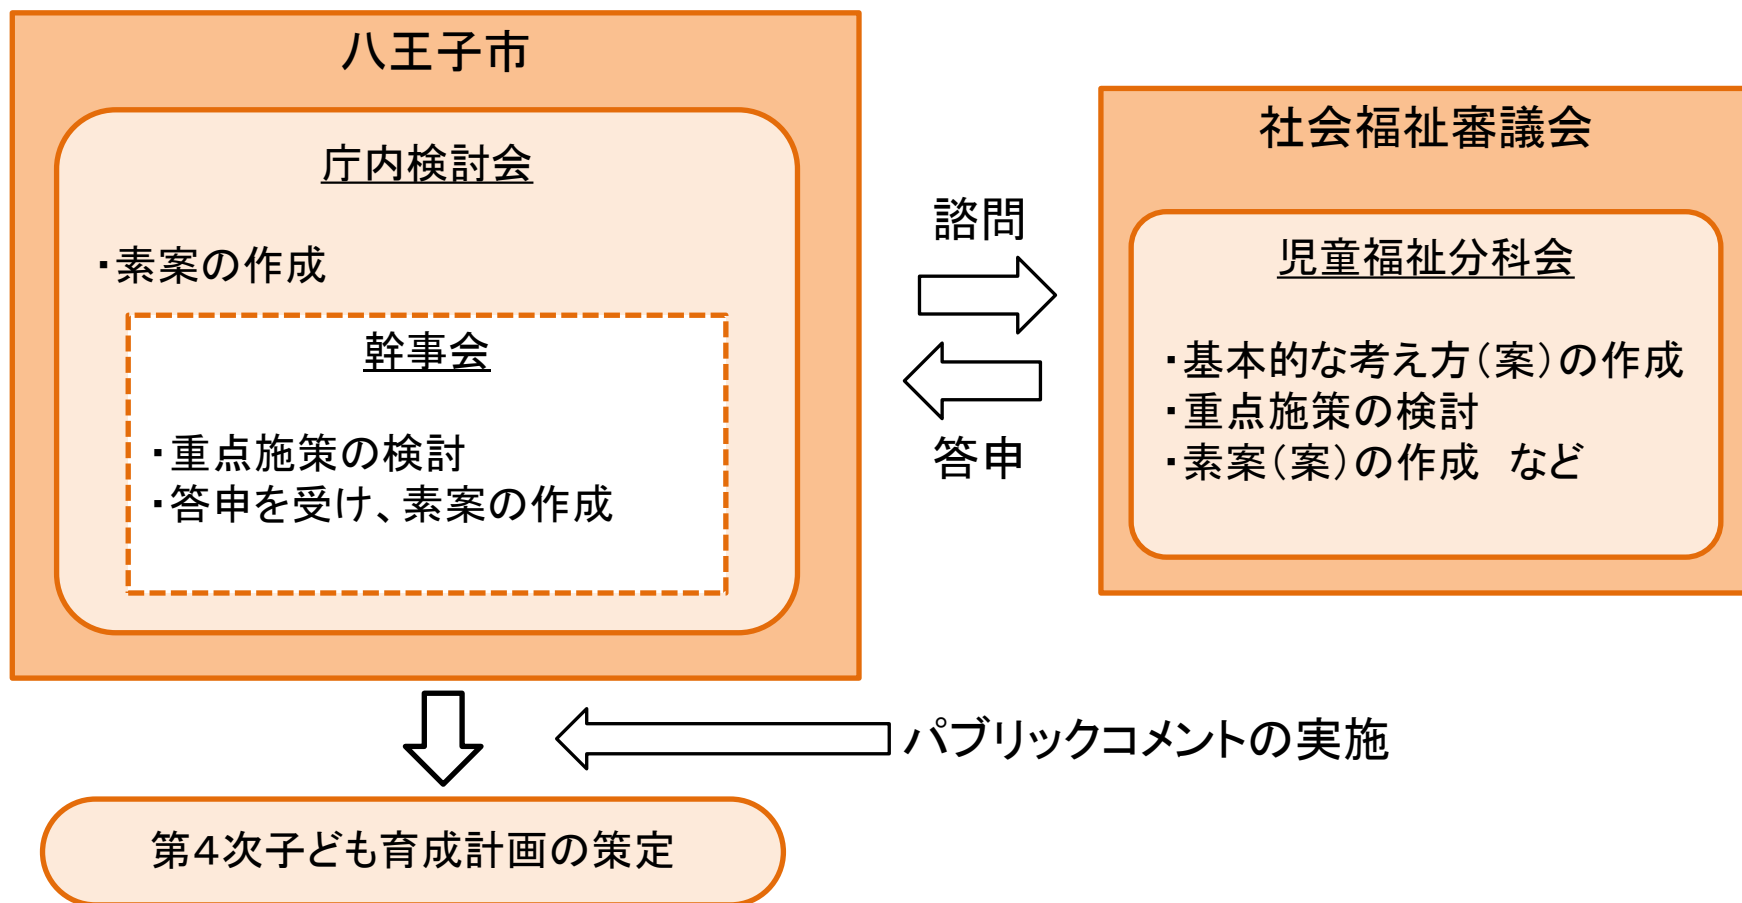 八王子市
庁内検討会
・素案の作成
幹事会
・重点施策の検討
・答申を受け、素案の作成
諮問
答申
社会福祉審議会
児童福祉分科会
・基本的な考え方(案)の作成
・重点施策の検討
・素案(案)の作成　など
パブリックコメントの実施
第4次子ども育成計画の策定